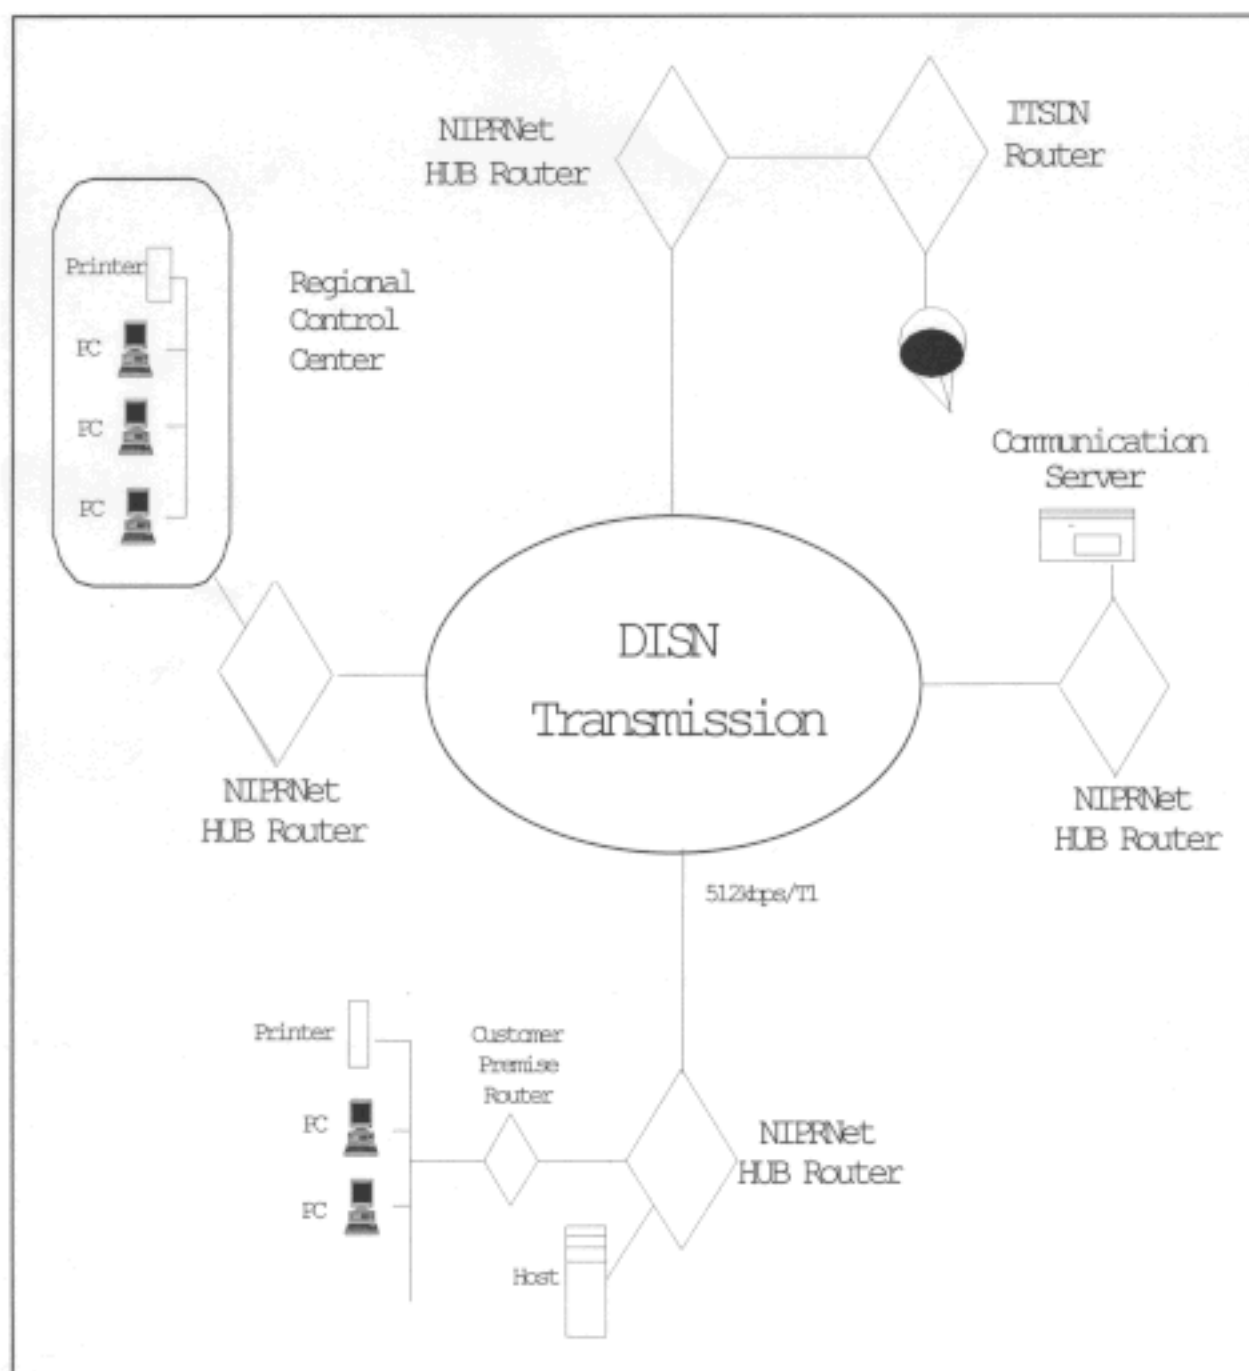 NIPRNet
HUB Router
ITSDN
Router
Printer
PC
PC
PC
Regional
Control
Center
Communication
Server
DISN
Transmission
NIPRNet
HUB Router
NIPRNet
HUB Router
512kbps/T1
Printer
PC
PC
Customer
Premise
Router
NIPRNet
HUB Router
Host